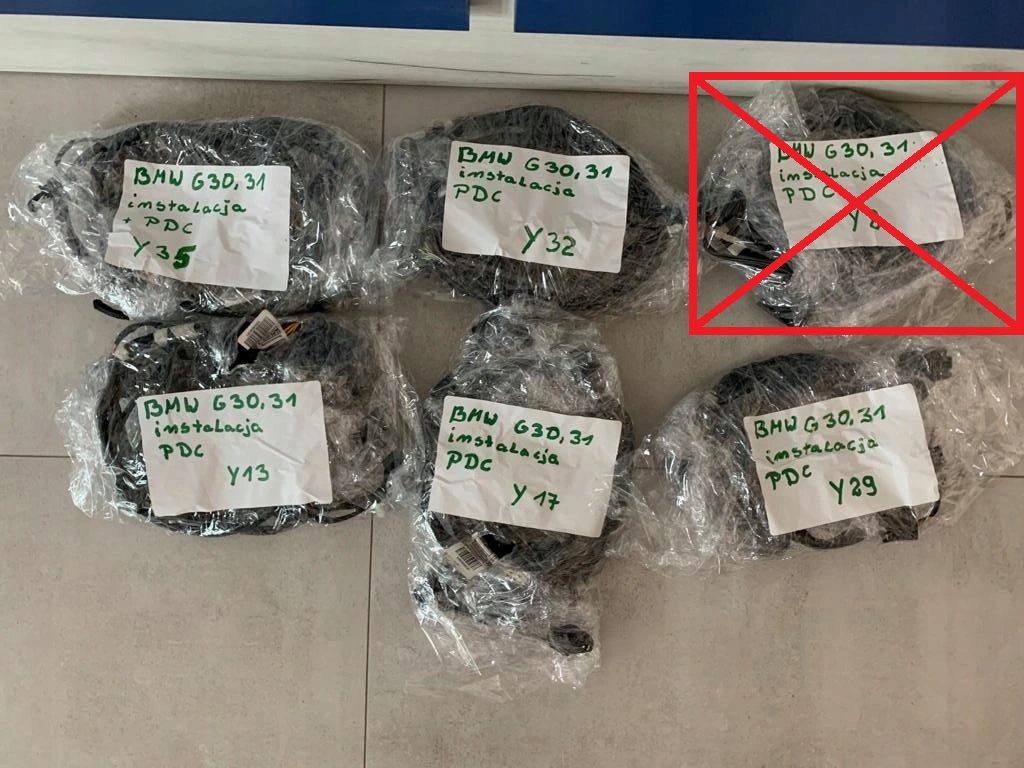 BMW G30,31
instalacja
+ PDC
Y35
BMW G30,31
instalacja
PDC
Y32
BMW G30,31
instalacja
PDC
BMW G30,31
instalacja
PDC
Y13
BMW G30,31
instalacja
PDC
Y17
BMW G30,31
instalacja
PDC
Y29